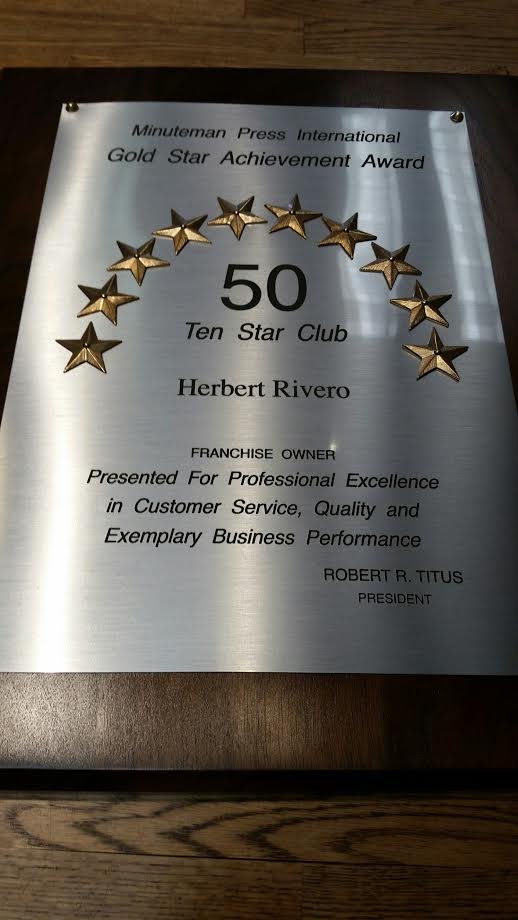 Minuteman Press International
Gold Star Achievement Award
50
Ten Star Club
Herbert Rivero
FRANCHISE OWNER
Presented For Professional Excellence
in Customer Service, Quality and
Exemplary Business Performance
ROBERT R. TITUS
PRESIDENT